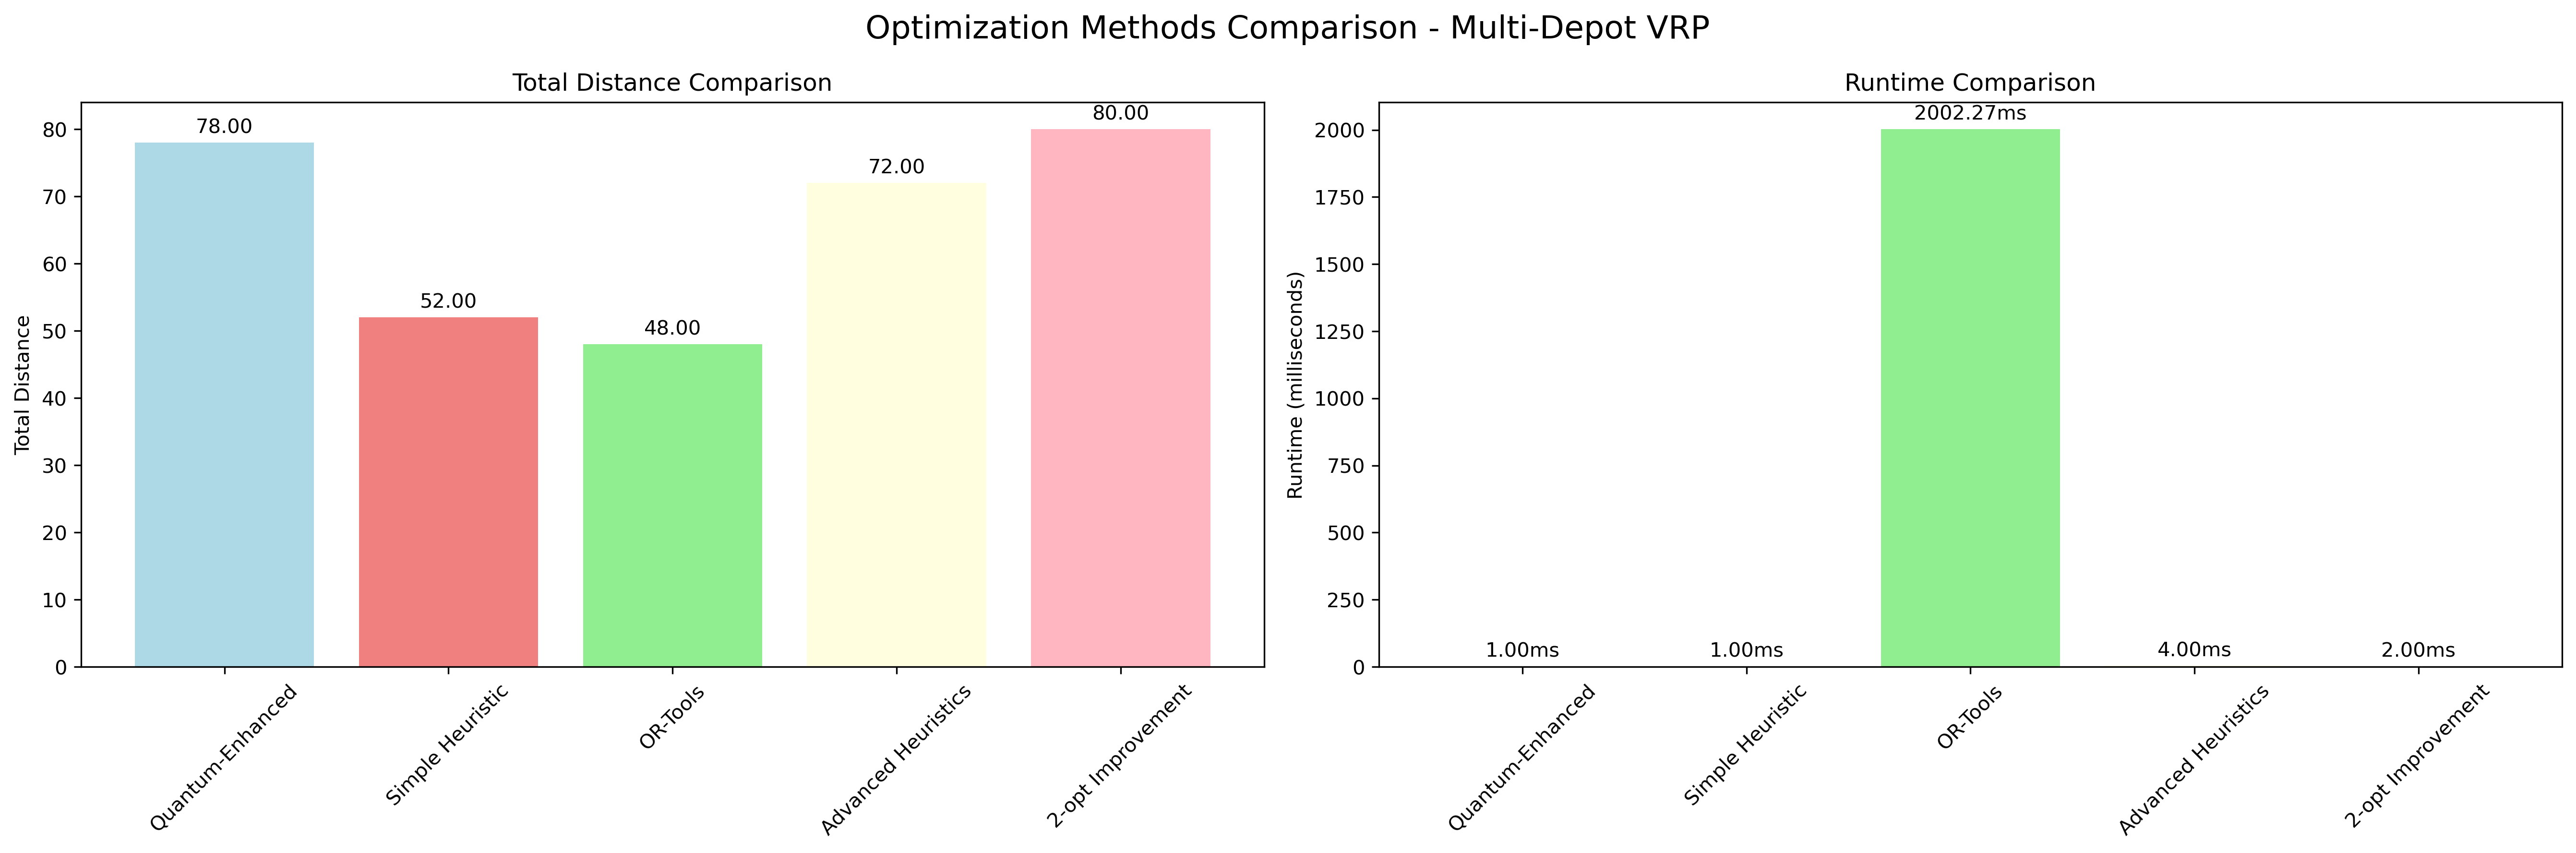 Optimization Methods Comparison - Multi-Depot VRP
Total Distance Comparison
Total Distance
80
70
60
50
40
30
20
10
0
78.00
52.00
48.00
72.00
80.00
Quantum-Enhanced
Simple Heuristic
OR-Tools
Advanced Heuristics
2-opt Improvement
Runtime Comparison
Runtime (milliseconds)
2000
1750
1500
1250
1000
750
500
250
0
1.00ms
1.00ms
2002.27ms
4.00ms
2.00ms
Quantum-Enhanced
Simple Heuristic
OR-Tools
Advanced Heuristics
2-opt Improvement